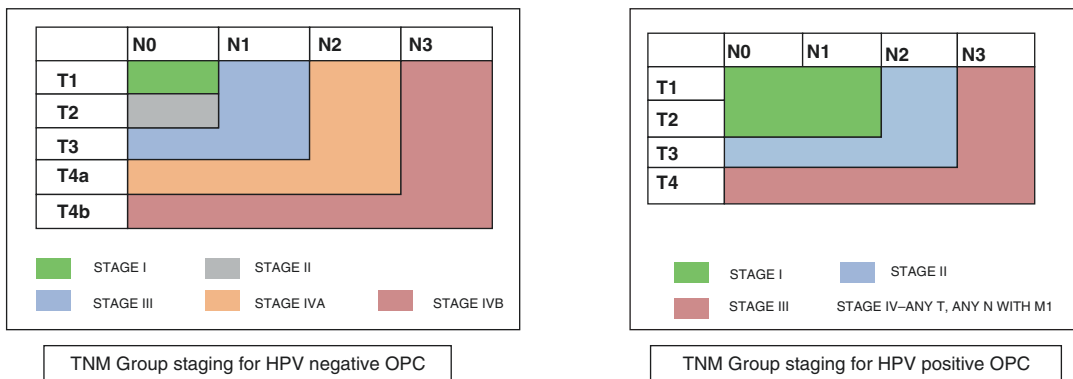 N0 N1 N2 N3
T1
T2
T3
T4a
T4b
STAGE I STAGE II
STAGE III STAGE IVA STAGE IVB
TNM Group staging for HPV negative OPC
N0 N1 N2 N3
T1
T2
T3
T4
STAGE I STAGE II
STAGE III STAGE IV–ANY T, ANY N WITH M1
TNM Group staging for HPV positive OPC